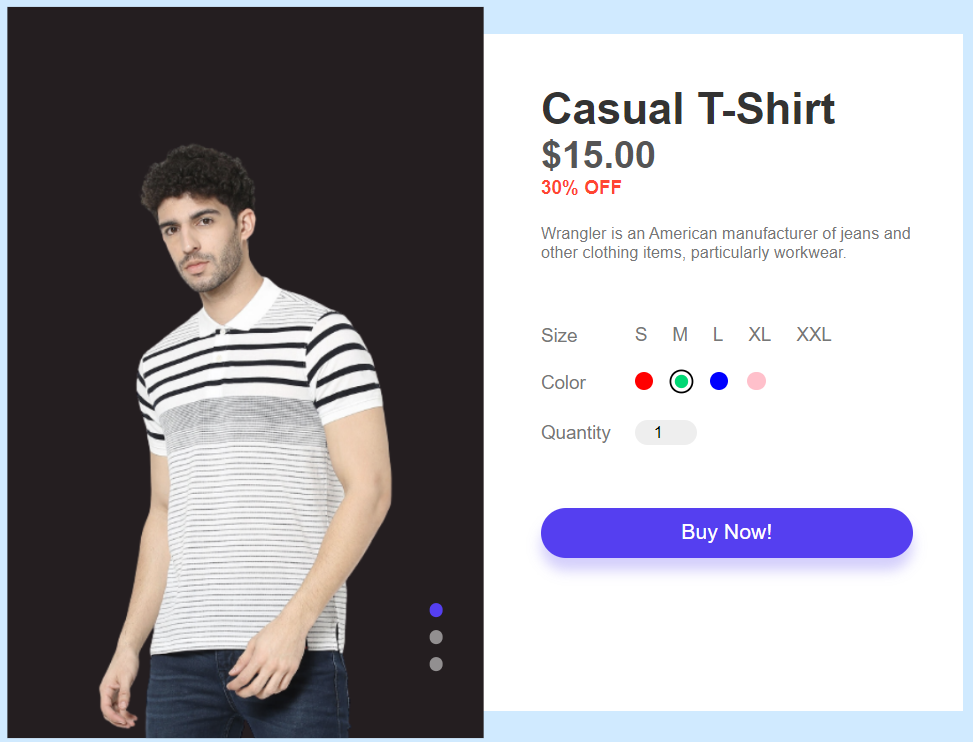 Casual T-Shirt
$15.00
30% OFF
Wrangler is an American manufacturer of jeans and
other clothing items, particularly workwear.
Size S M L XL XXL
Color
Quantity 1
Buy Now!